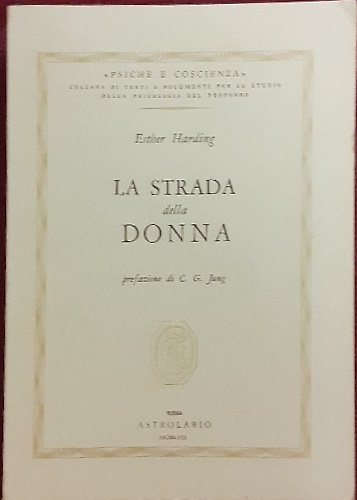 «PSICHE E COSCIENZA»
COLLANA DI TESTI E DOCUMENTI PER LO STUDIO
DELLA PSICOLOGIA DEL PROFONDO
Esther Harding
LA STRADA
della
DONNA
prefazione di C. G. Jung
ROMA
ASTROLABIO